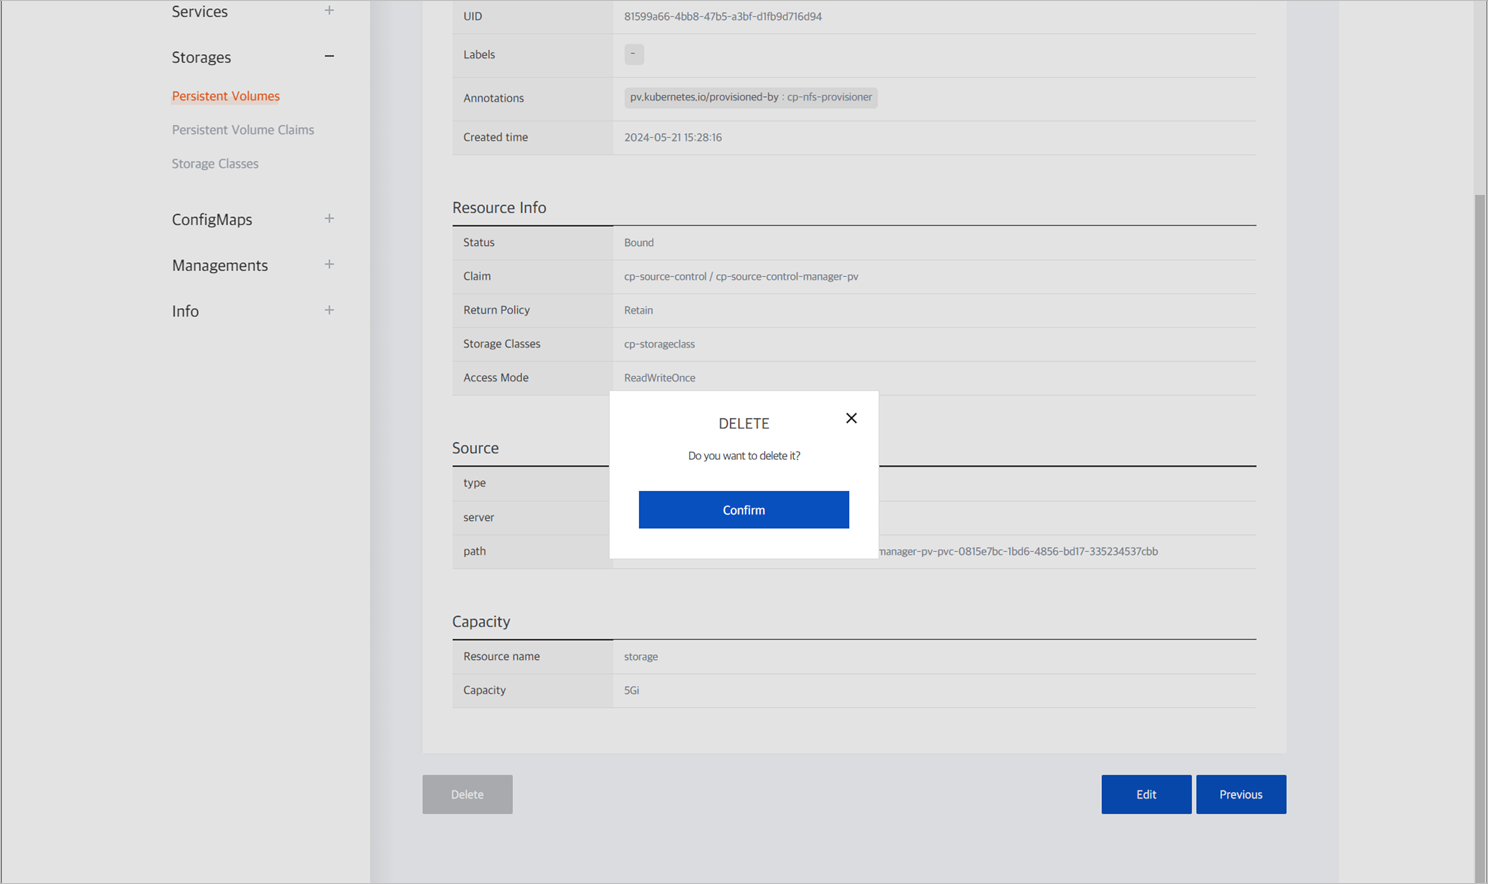 Services
Storages
Persistent Volumes
Persistent Volume Claims
Storage Classes
ConfigMaps
Managements
Info
UID 81599a66-4bb8-47b5-a3bf-d1fb9d716d94
Labels -
Annotations pv.kubernetes.io/provisioned-by : cp-nfs-provisioner
Created time 2024-05-21 15:28:16
Resource Info
Status Bound
Claim cp-source-control / cp-source-control-manager-pv
Return Policy Retain
Storage Classes cp-storageclass
Access Mode ReadWriteOnce
DELETE
Do you want to delete it?
Confirm
Source
type
server
path manager-pv-pvc-0815e7bc-1bd6-4856-bd17-335234537cbb
Capacity
Resource name storage
Capacity 5Gi
Delete Edit Previous